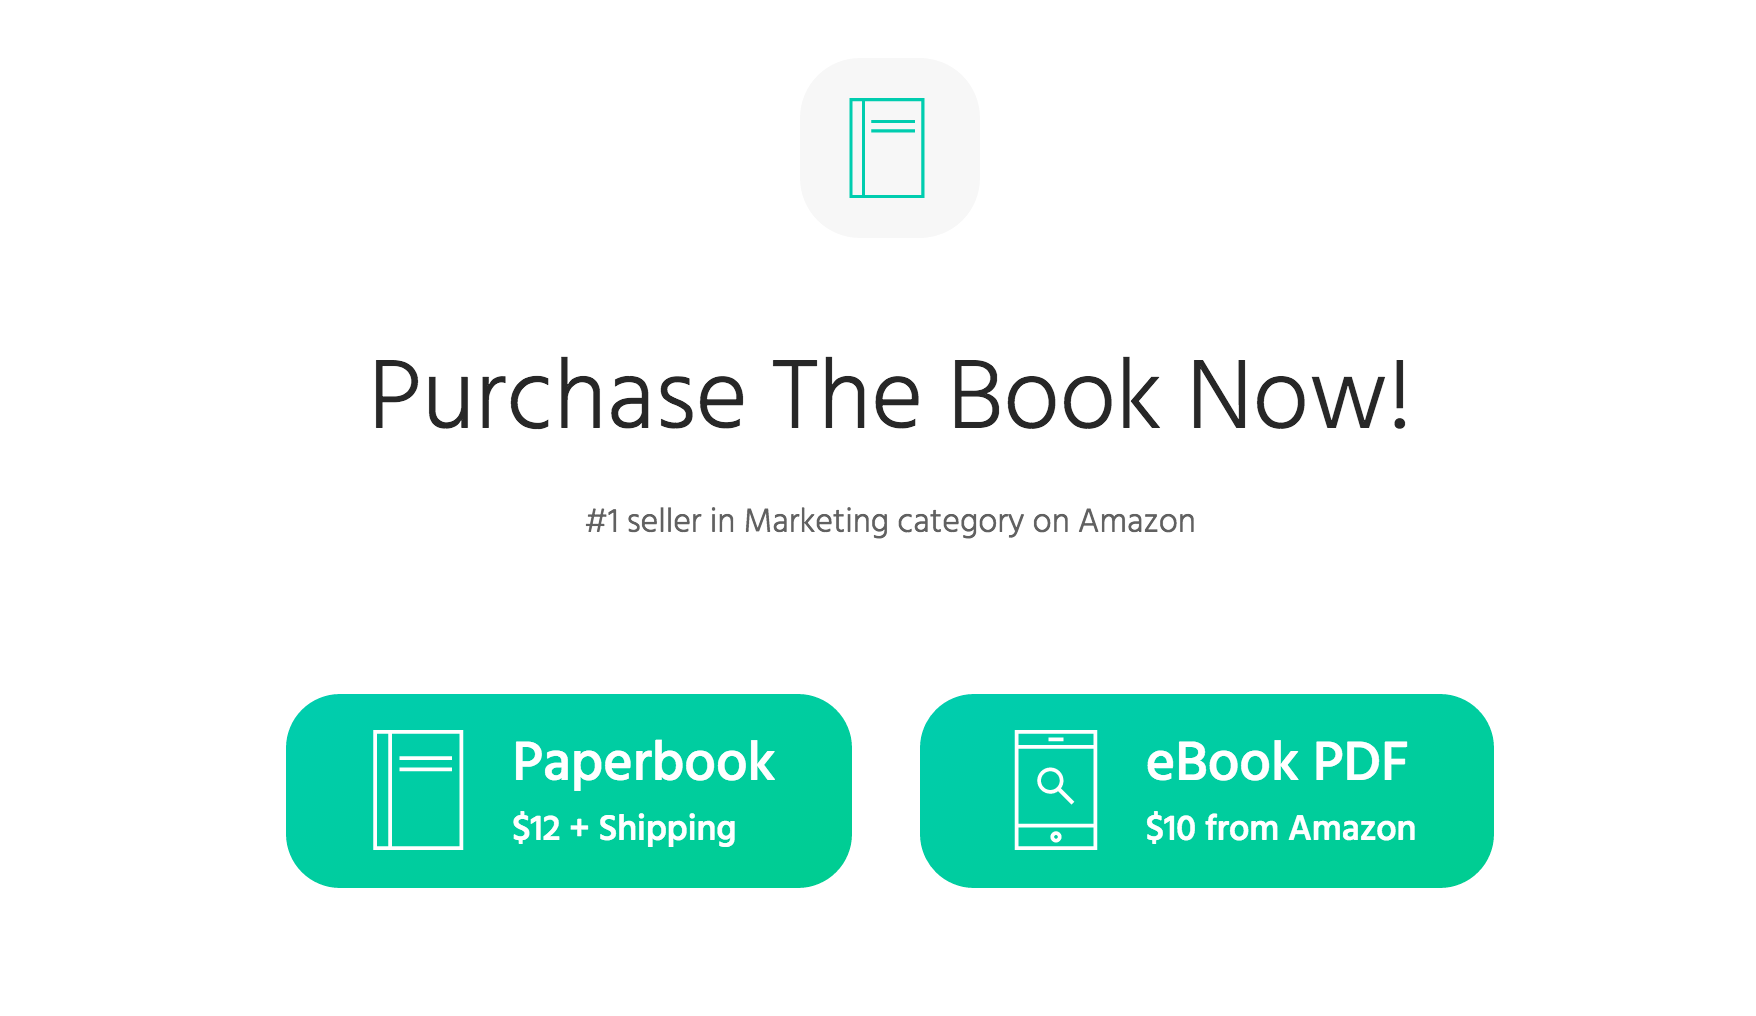 Purchase The Book Now!
#1 seller in Marketing category on Amazon
Paperbook
$12 + Shipping
eBook PDF
$10 from Amazon